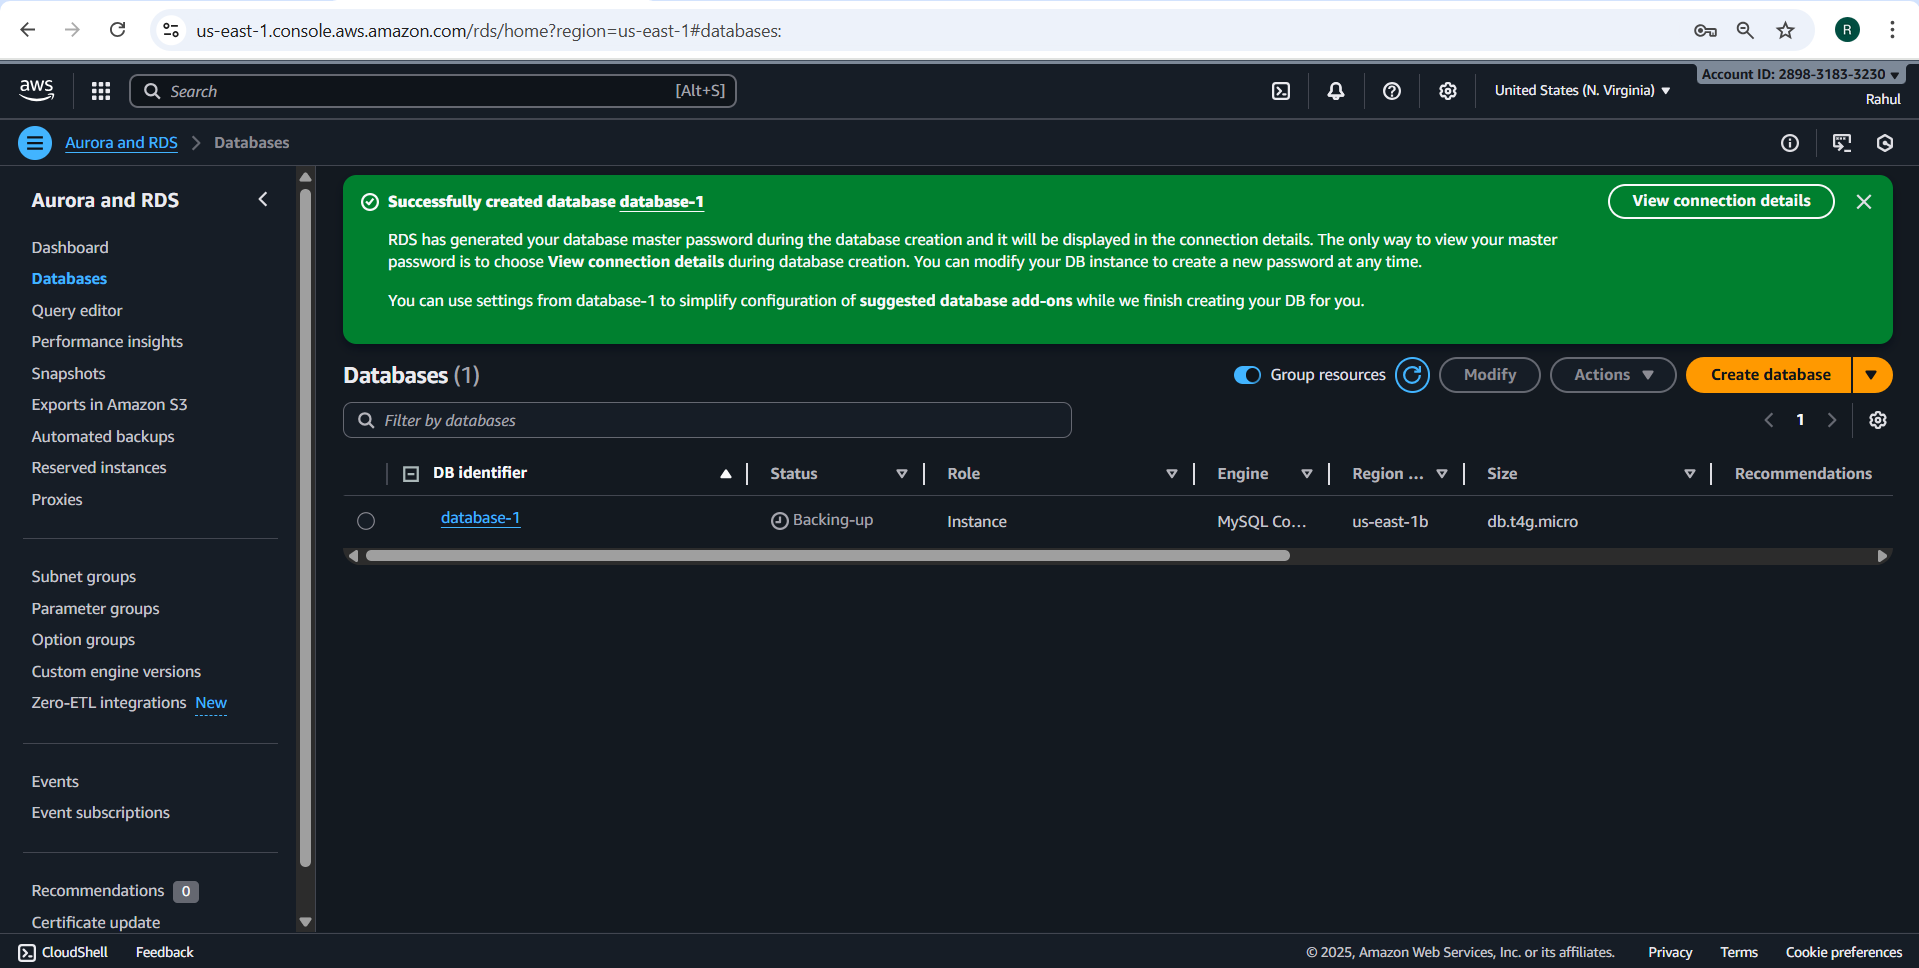 us-east-1.console.aws.amazon.com/rds/home?region=us-east-1#databases:
R
aws
Search
[Alt+S]
United States (N. Virginia)
Account ID: 2898-3183-3230
Rahul
Aurora and RDS
Databases
Aurora and RDS
Dashboard
Databases
Query editor
Performance insights
Snapshots
Exports in Amazon S3
Automated backups
Reserved instances
Proxies
Subnet groups
Parameter groups
Option groups
Custom engine versions
Zero-ETL integrations New
Events
Event subscriptions
Recommendations 0
Certificate update
Successfully created database database-1
View connection details
RDS has generated your database master password during the database creation and it will be displayed in the connection details. The only way to view your master
password is to choose View connection details during database creation. You can modify your DB instance to create a new password at any time.
You can use settings from database-1 to simplify configuration of suggested database add-ons while we finish creating your DB for you.
Databases (1)
Group resources
Modify
Actions
Create database
Filter by databases
1
DB identifier Status Role Engine Region ... Size Recommendations
database-1 Backing-up Instance MySQL Co... us-east-1b db.t4g.micro
CloudShell Feedback
© 2025, Amazon Web Services, Inc. or its affiliates. Privacy Terms Cookie preferences